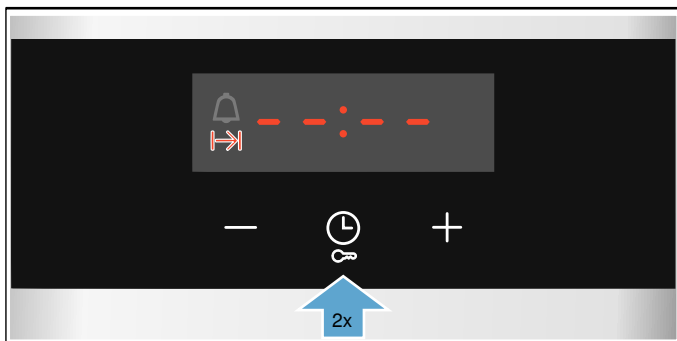 – –:– –
2x